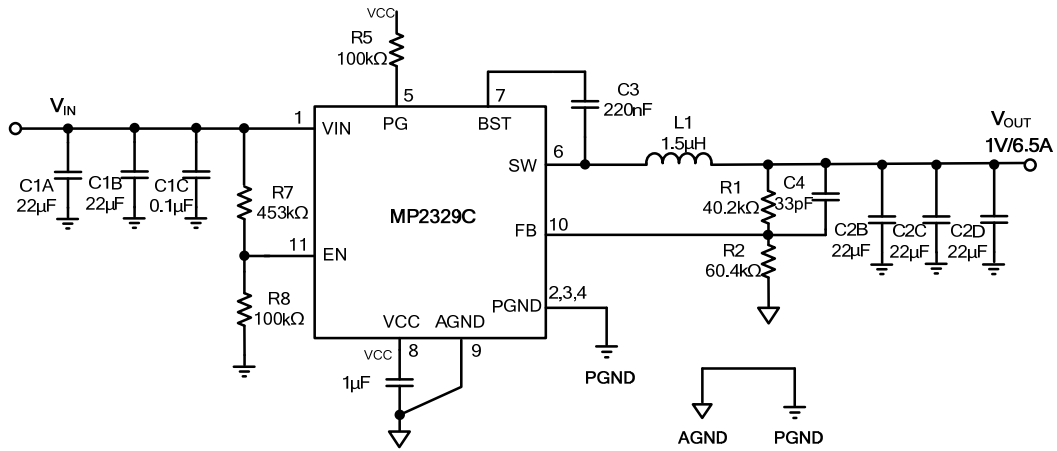 VCC
R5
100kΩ
5
7
C3
220nF
VIN
1
VIN
PG
BST
L1
1.5µH
VOUT
1V/6.5A
6
SW
C1A
22µF
C1B
22µF
C1C
0.1µF
R7
453kΩ
MP2329C
R1
40.2kΩ
C4
33pF
FB
10
11
EN
R2
60.4kΩ
C2B
22µF
C2C
22µF
C2D
22µF
R8
100kΩ
PGND
2,3,4
VCC
AGND
VCC
8
9
1µF
PGND
AGND
PGND